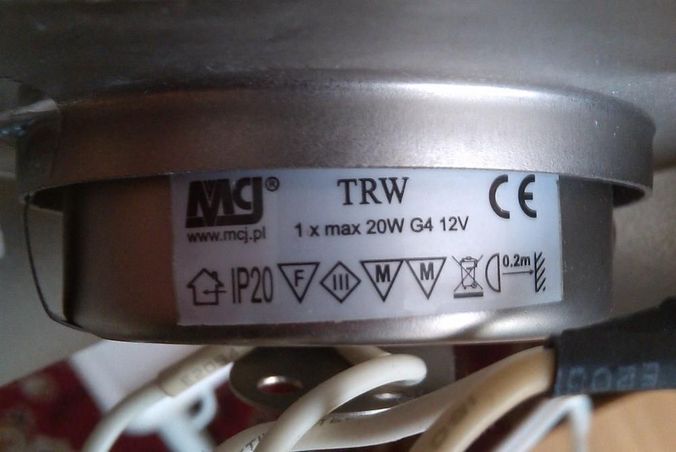 MCJ®
www.mcj.pl
TRW
1 x max 20W G4 12V
CE
IP20 F III M M 0.2m